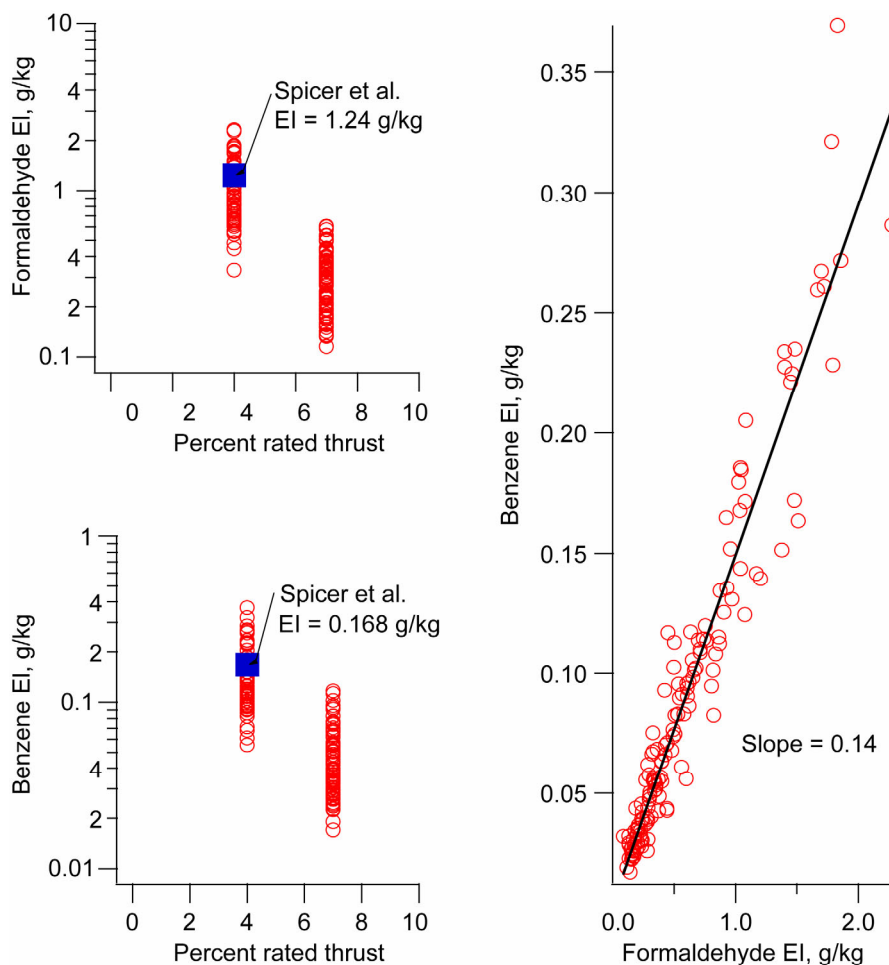 10
4
2
1
4
2
0.1
Formaldehyde EI, g/kg
Spicer et al.
EI = 1.24 g/kg
0 2 4 6 8 10
Percent rated thrust
1
4
2
0.1
4
2
0.01
Benzene EI, g/kg
Spicer et al.
EI = 0.168 g/kg
0 2 4 6 8 10
Percent rated thrust
0.35
0.30
0.25
0.20
0.15
0.10
0.05
Benzene EI, g/kg
Slope = 0.14
0.0 1.0 2.0
Formaldehyde EI, g/kg